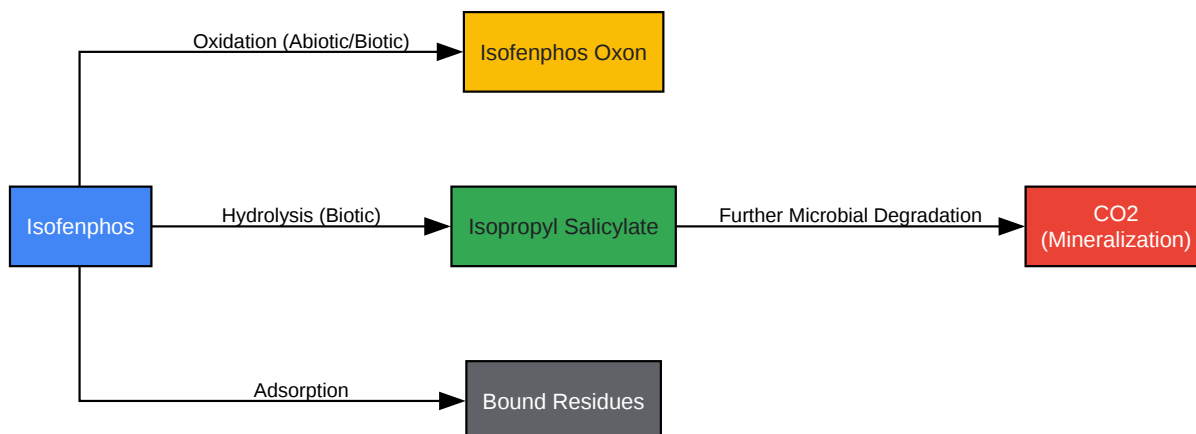 Oxidation (Abiotic/Biotic)
Isofenphos Oxon
Isofenphos
Hydrolysis (Biotic)
Isopropyl Salicylate
Further Microbial Degradation
CO2
(Mineralization)
Adsorption
Bound Residues